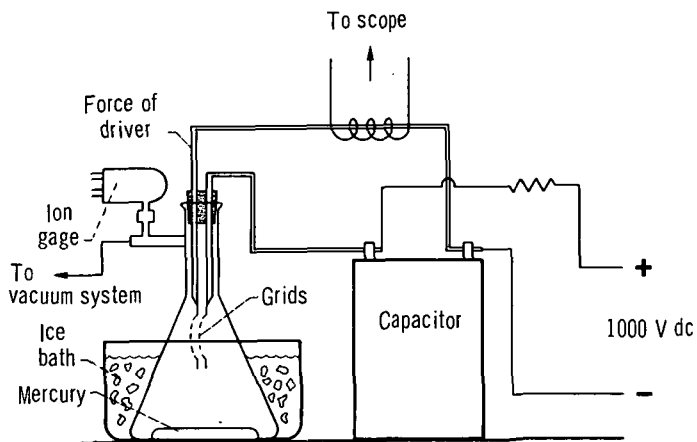 To scope
Force of
driver
Ion
gage
To
vacuum system
Grids
Ice
bath
Mercury
Capacitor
+
1000 V dc
-